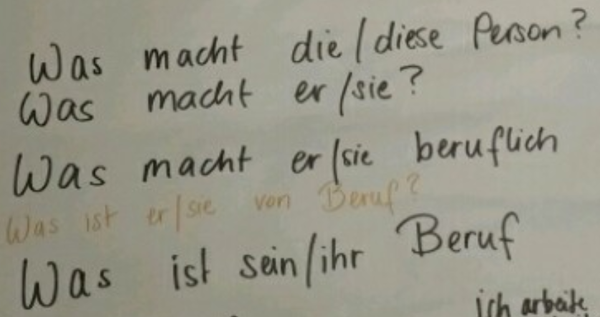 Was macht die/diese Person?
Was macht er/sie?
Was macht er/sie beruflich
Was ist er/sie von Beruf?
Was ist sein/ihr Beruf
ich arbeite